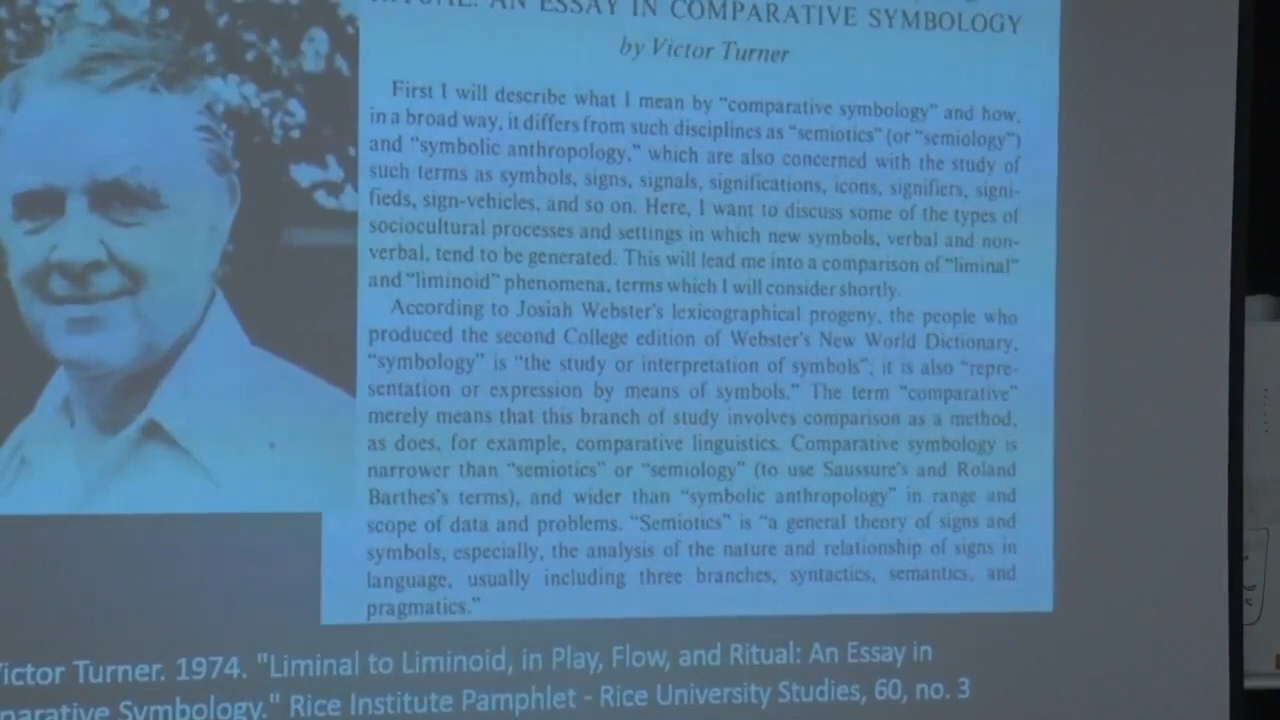 RITUAL: AN ESSAY IN COMPARATIVE SYMBOLOGY
by Victor Turner
First I will describe what I mean by "comparative symbology" and how,
in a broad way, it differs from such disciplines as "semiotics" (or "semiology")
and "symbolic anthropology," which are also concerned with the study of
such terms as symbols, signs, signals, significations, icons, signifiers, signi-
fieds, sign-vehicles, and so on. Here, I want to discuss some of the types of
sociocultural processes and settings in which new symbols, verbal and non-
verbal, tend to be generated. This will lead me into a comparison of "liminal"
and "liminoid" phenomena, terms which I will consider shortly.
According to Josiah Webster's lexicographical progeny, the people who
produced the second College edition of Webster's New World Dictionary,
"symbology" is "the study or interpretation of symbols"; it is also "repre-
sentation or expression by means of symbols." The term "comparative"
merely means that this branch of study involves comparison as a method,
as does, for example, comparative linguistics. Comparative symbology is
narrower than "semiotics" or "semiology" (to use Saussure's and Roland
Barthes's terms), and wider than "symbolic anthropology" in range and
scope of data and problems. "Semiotics" is "a general theory of signs and
symbols, especially, the analysis of the nature and relationship of signs in
language, usually including three branches, syntactics, semantics, and
pragmatics."
ictor Turner. 1974. "Liminal to Liminoid, in Play, Flow, and Ritual: An Essay in
parative Symbology." Rice Institute Pamphlet - Rice University Studies, 60, no. 3